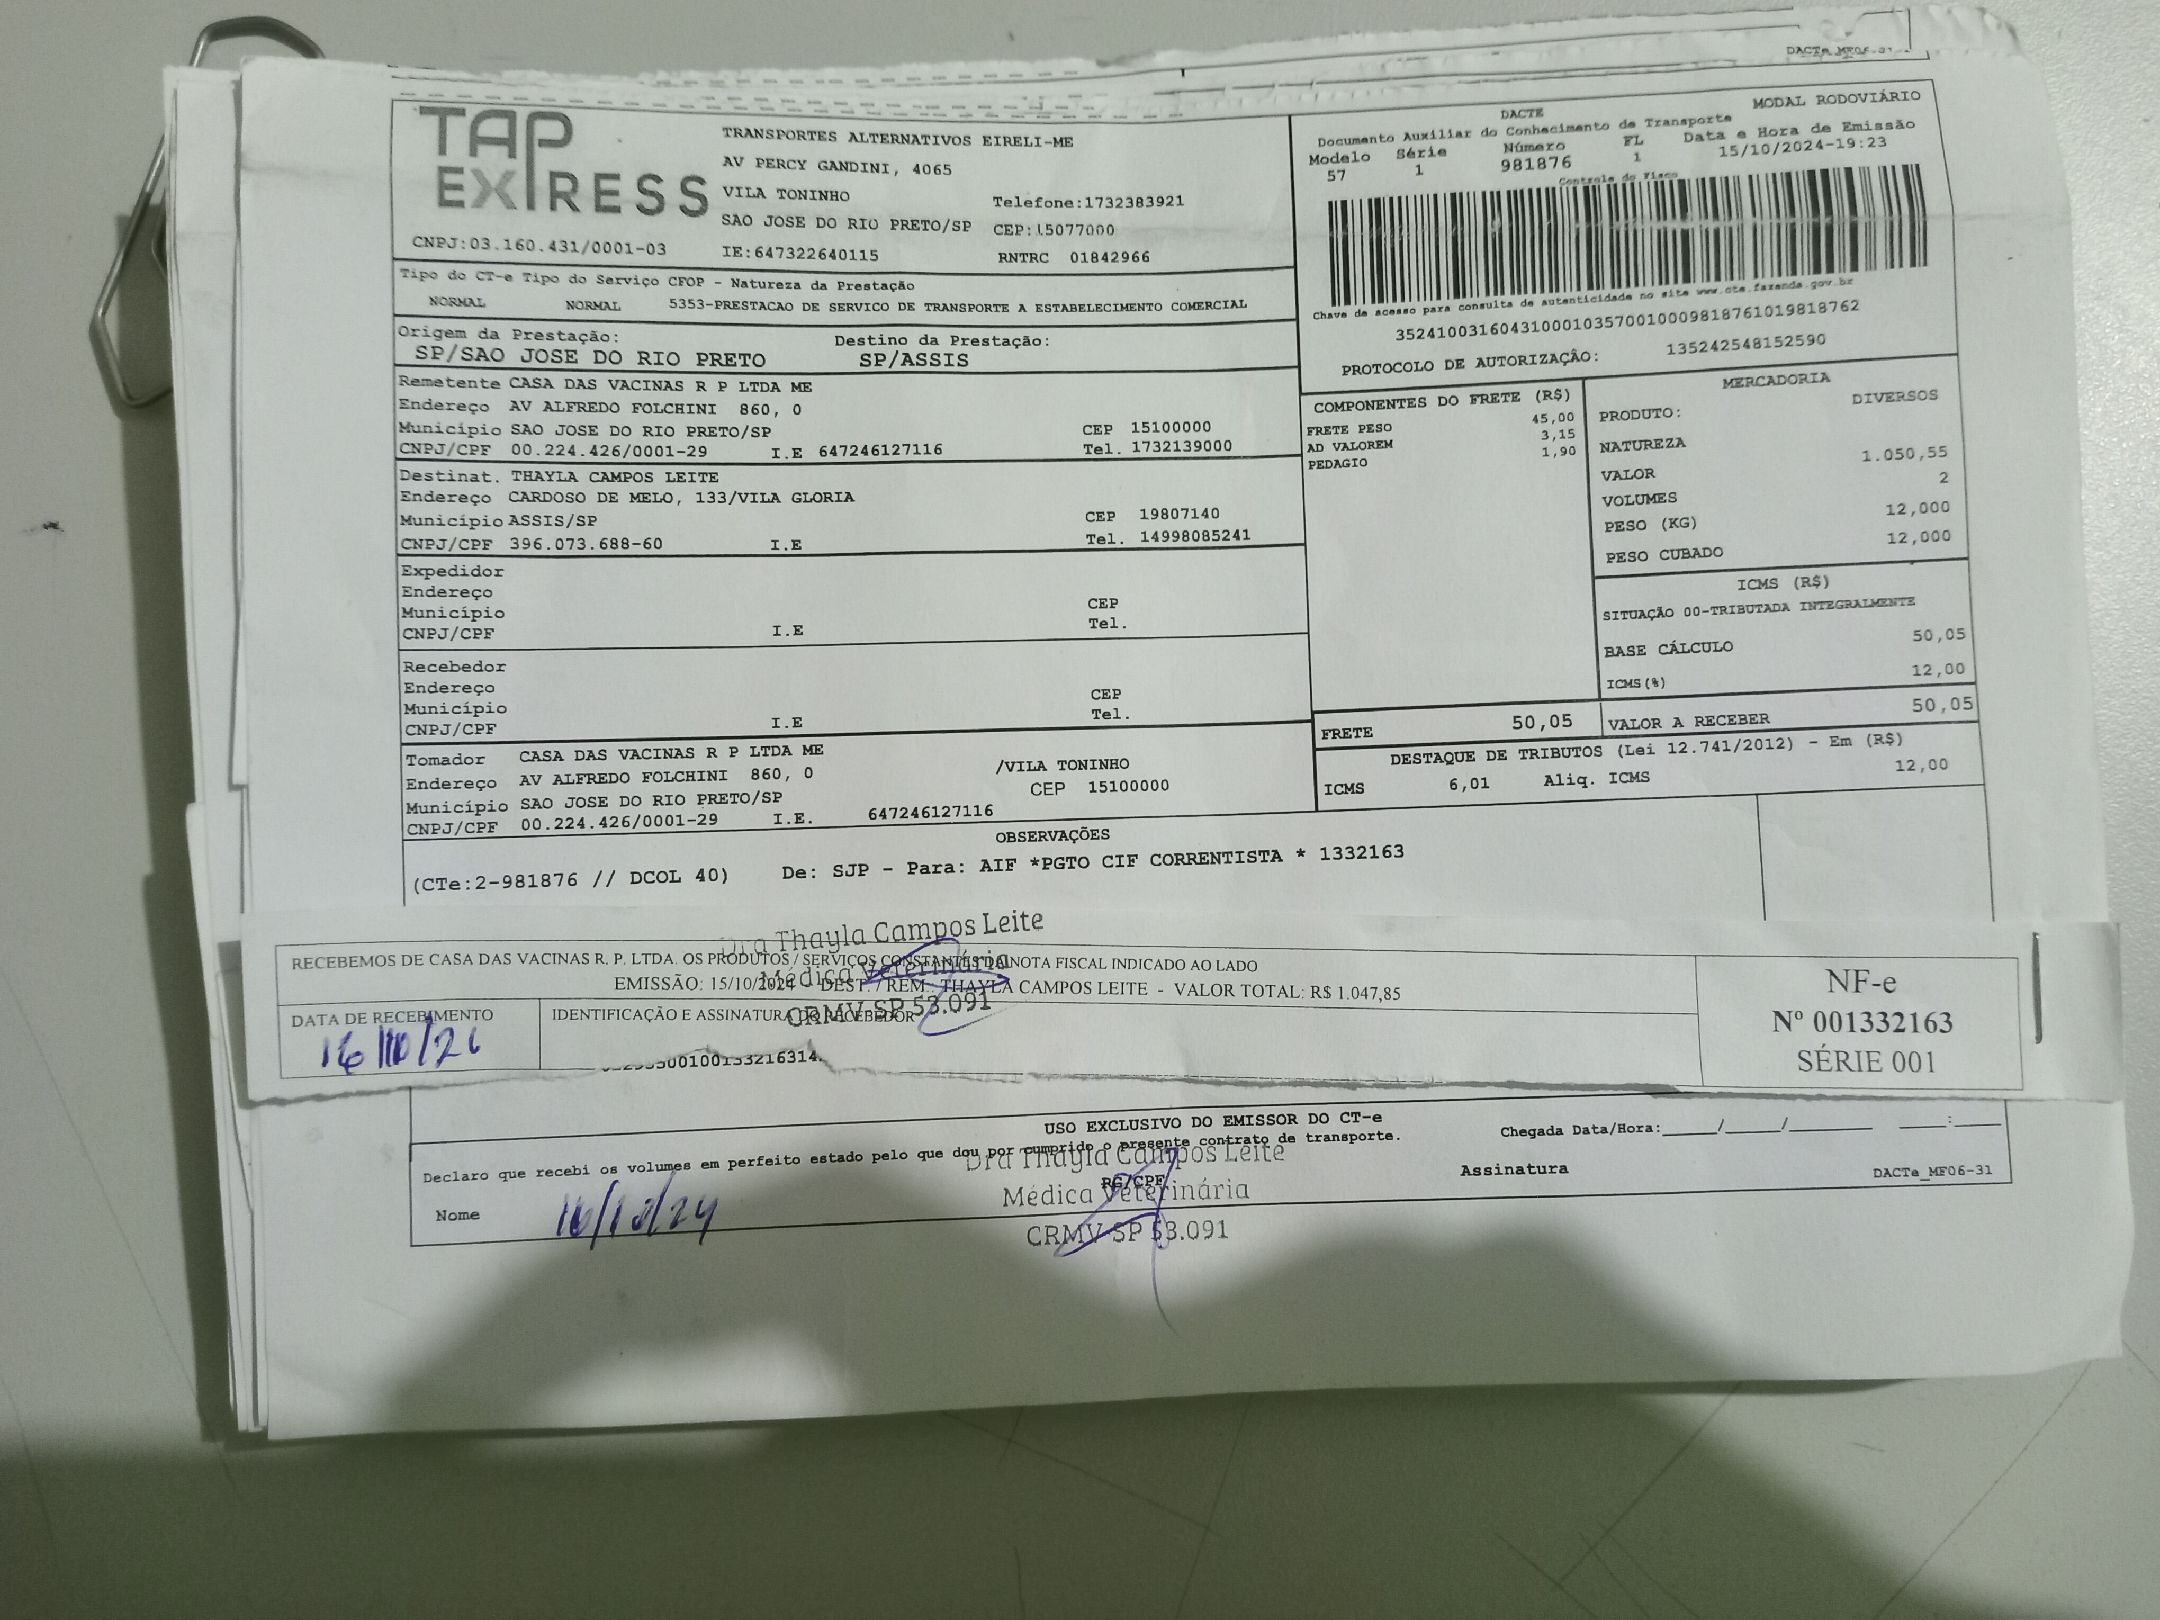 DACTe_MF06-31
TAP
EXPRESS
TRANSPORTES ALTERNATIVOS EIRELI-ME
AV PERCY GANDINI, 4065
VILA TONINHO
Telefone:1732383921
SAO JOSE DO RIO PRETO/SP CEP:15077000
CNPJ:03.160.431/0001-03 IE:647322640115 RNTRC 01842966
DACTE MODAL RODOVIÁRIO
Documento Auxiliar do Conhecimento de Transporte
Modelo Série Número FL Data e Hora de Emissão
57 1 981876 1 15/10/2024-19:23
Controle do Fisco
Chave de acesso para consulta de autenticidade no site www.cte.fazenda.gov.br
35241003160431000103570010009818761019818762
PROTOCOLO DE AUTORIZAÇÃO: 135242548152590
Tipo do CT-e Tipo do Serviço CFOP - Natureza da Prestação
NORMAL NORMAL 5353-PRESTACAO DE SERVICO DE TRANSPORTE A ESTABELECIMENTO COMERCIAL
Origem da Prestação: Destino da Prestação:
SP/SAO JOSE DO RIO PRETO SP/ASSIS
Remetente CASA DAS VACINAS R P LTDA ME
Endereço AV ALFREDO FOLCHINI 860, 0
Município SAO JOSE DO RIO PRETO/SP CEP 15100000
CNPJ/CPF 00.224.426/0001-29 I.E 647246127116 Tel. 1732139000
Destinat. THAYLA CAMPOS LEITE
Endereço CARDOSO DE MELO, 133/VILA GLORIA
Município ASSIS/SP CEP 19807140
CNPJ/CPF 396.073.688-60 I.E Tel. 14998085241
Expedidor
Endereço
Município CEP
CNPJ/CPF I.E Tel.
Recebedor
Endereço
Município CEP
CNPJ/CPF I.E Tel.
Tomador CASA DAS VACINAS R P LTDA ME
Endereço AV ALFREDO FOLCHINI 860, 0 /VILA TONINHO
Município SAO JOSE DO RIO PRETO/SP CEP 15100000
CNPJ/CPF 00.224.426/0001-29 I.E. 647246127116
COMPONENTES DO FRETE (R$)
FRETE PESO 45,00
AD VALOREM 3,15
PEDAGIO 1,90
MERCADORIA
PRODUTO: DIVERSOS
NATUREZA
VALOR 1.050,55
VOLUMES 2
PESO (KG) 12,000
PESO CUBADO 12,000
ICMS (R$)
SITUAÇÃO 00-TRIBUTADA INTEGRALMENTE
BASE CÁLCULO 50,05
ICMS(%) 12,00
FRETE 50,05 VALOR A RECEBER 50,05
DESTAQUE DE TRIBUTOS (Lei 12.741/2012) - Em (R$)
ICMS 6,01 Aliq. ICMS 12,00
OBSERVAÇÕES
(CTe:2-981876 // DCOL 40) De: SJP - Para: AIF *PGTO CIF CORRENTISTA * 1332163
Dra Thayla Campos Leite
Médica Veterinária
CRMV-SP 53.091
RECEBEMOS DE CASA DAS VACINAS R. P. LTDA. OS PRODUTOS / SERVIÇOS CONSTANTES DA NOTA FISCAL INDICADO AO LADO
EMISSÃO: 15/10/2024 DEST. / REM.: THAYLA CAMPOS LEITE - VALOR TOTAL: R$ 1.047,85
DATA DE RECEBIMENTO IDENTIFICAÇÃO E ASSINATURA DO RECEBEDOR
NF-e
Nº 001332163
SÉRIE 001
USO EXCLUSIVO DO EMISSOR DO CT-e
Declaro que recebi os volumes em perfeito estado pelo que dou por cumprido o presente contrato de transporte.
Chegada Data/Hora:_____/_____/_______ ____:____
Dra Thayla Campos Leite
Médica Veterinária
CRMV-SP 53.091
Nome 16/10/24 RG/CPF Assinatura DACTe_MF06-31